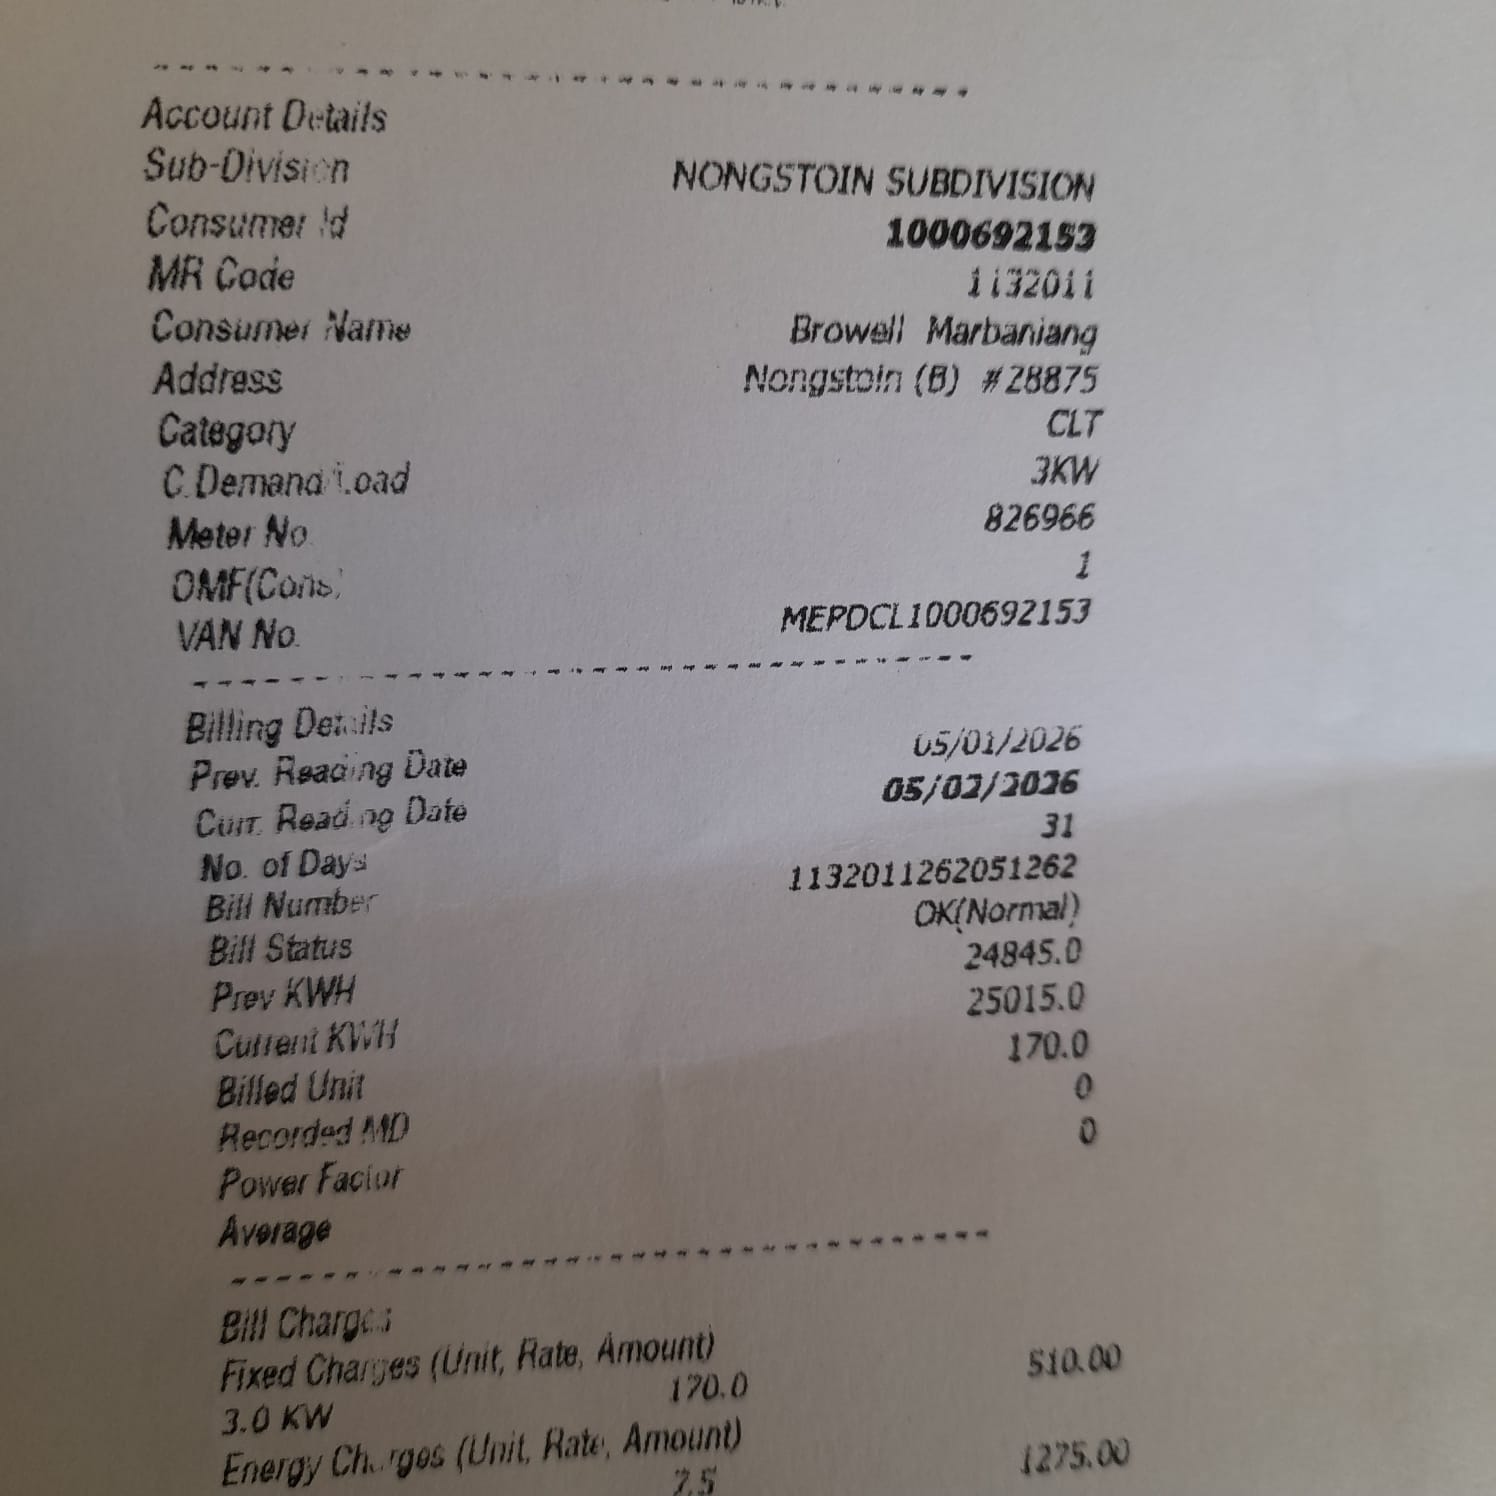 Account Details
Sub-Division NONGSTOIN SUBDIVISION
Consumer Id 1000692153
MR Code 1132011
Consumer Name Browell Marbaniang
Address Nongstoin (B) #28875
Category CLT
C.Demand/Load 3KW
Meter No 826966
OMF(Cons) 1
VAN No. MEPDCL1000692153
Billing Details
Prev. Reading Date 05/01/2026
Curr. Reading Date 05/02/2026
No. of Days 31
Bill Number 1132011262051262
Bill Status OK(Normal)
Prev KWH 24845.0
Current KWH 25015.0
Billed Unit 170.0
Recorded MD 0
Power Factor 0
Average
Bill Charges
Fixed Charges (Unit, Rate, Amount)
3.0 KW 170.0 510.00
Energy Charges (Unit, Rate, Amount)
7.5 1275.00